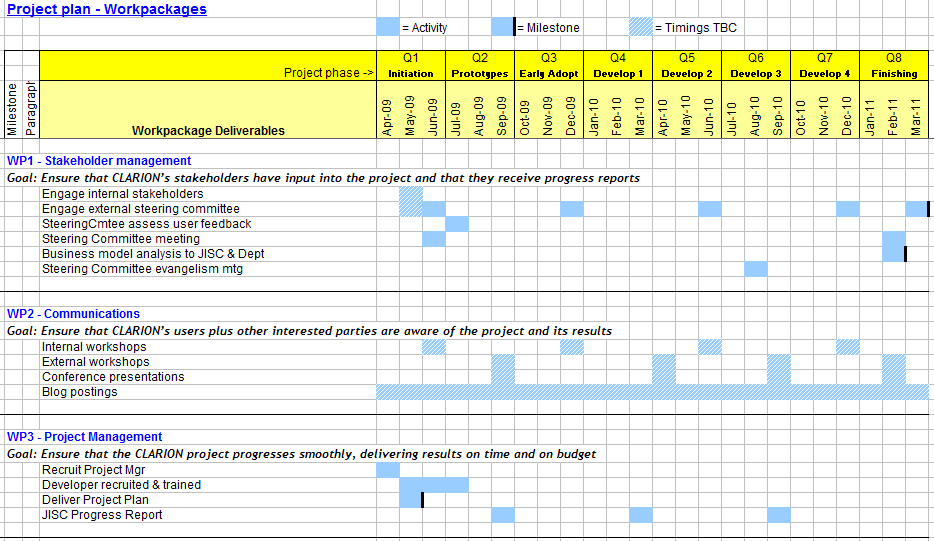 Project plan - Workpackages
= Activity = Milestone = Timings TBC
Q1 Q2 Q3 Q4 Q5 Q6 Q7 Q8
Project phase -> Initiation Prototypes Early Adopt Develop 1 Develop 2 Develop 3 Develop 4 Finishing
Milestone Paragraph Workpackage Deliverables Apr-09 May-09 Jun-09 Jul-09 Aug-09 Sep-09 Oct-09 Nov-09 Dec-09 Jan-10 Feb-10 Mar-10 Apr-10 May-10 Jun-10 Jul-10 Aug-10 Sep-10 Oct-10 Nov-10 Dec-10 Jan-11 Feb-11 Mar-11
WP1 - Stakeholder management
Goal: Ensure that CLARION's stakeholders have input into the project and that they receive progress reports
Engage internal stakeholders
Engage external steering committee
SteeringCmtee assess user feedback
Steering Committee meeting
Business model analysis to JISC & Dept
Steering Committee evangelism mtg
WP2 - Communications
Goal: Ensure that CLARION's users plus other interested parties are aware of the project and its results
Internal workshops
External workshops
Conference presentations
Blog postings
WP3 - Project Management
Goal: Ensure that the CLARION project progresses smoothly, delivering results on time and on budget
Recruit Project Mgr
Developer recruited & trained
Deliver Project Plan
JISC Progress Report